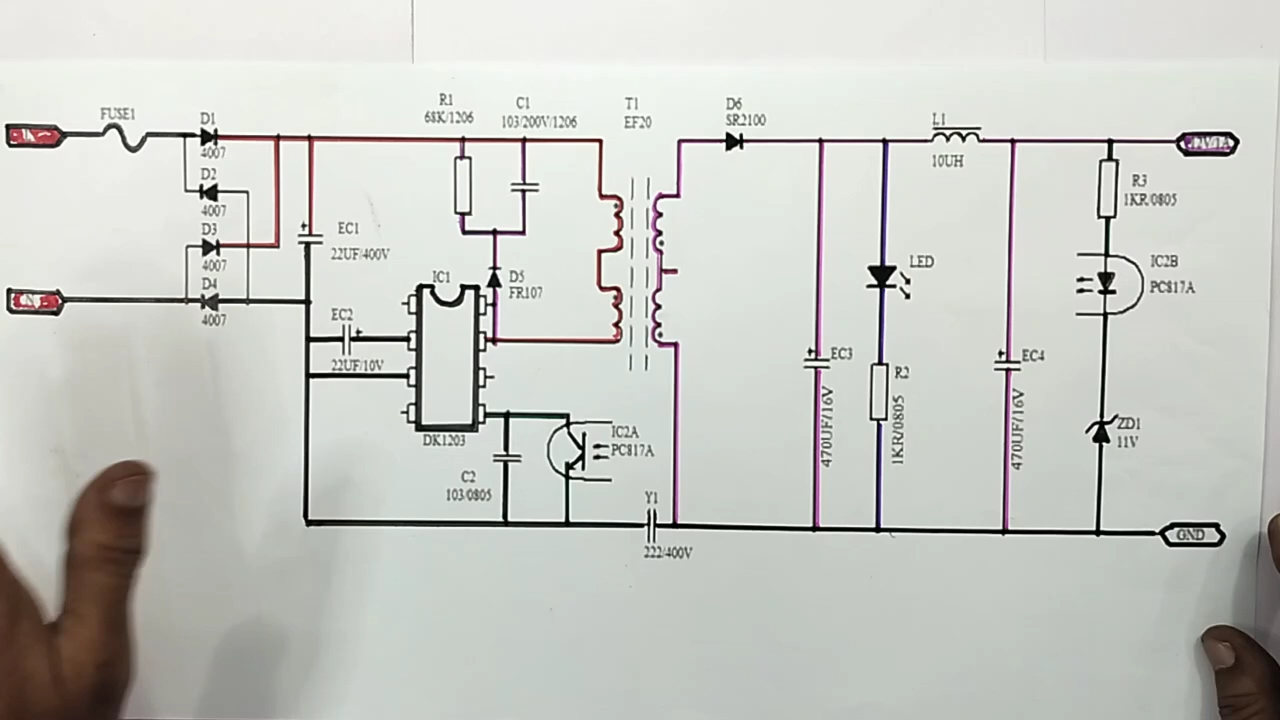 FUSE1
D1
4007
D2
4007
D3
4007
D4
4007
R1
68K/1206
C1
103/200V/1206
T1
EF20
D6
SR2100
L1
10UH
12V/1A
R3
1KR/0805
IC2B
PC817A
ZD1
11V
EC1
22UF/400V
EC2
22UF/10V
IC1
DK1203
D5
FR107
C2
103/0805
IC2A
PC817A
Y1
222/400V
EC3
470UF/16V
LED
R2
1KR/0805
EC4
470UF/16V
GND